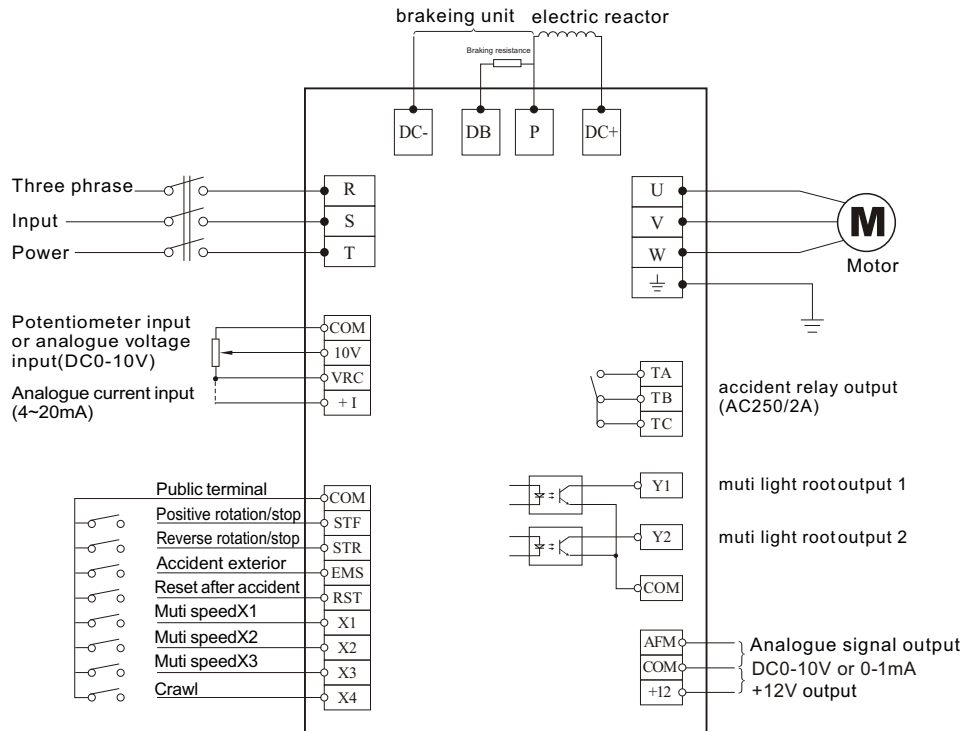 brakeing unit electric reactor
Braking resistance
DC- DB P DC+
Three phrase
Input
Power
R
S
T
U
V
W
M
Motor
Potentiometer input
or analogue voltage
input(DC0-10V)
Analogue current input
(4~20mA)
COM
10V
VRC
+ I
TA
TB
TC
accident relay output
(AC250/2A)
Public terminal
Positive rotation/stop
Reverse rotation/stop
Accident exterior
Reset after accident
Muti speedX1
Muti speedX2
Muti speedX3
Crawl
COM
STF
STR
EMS
RST
X1
X2
X3
X4
Y1 muti light root output 1
Y2 muti light root output 2
COM
AFM
COM
+12
Analogue signal output
DC0-10V or 0-1mA
+12V output